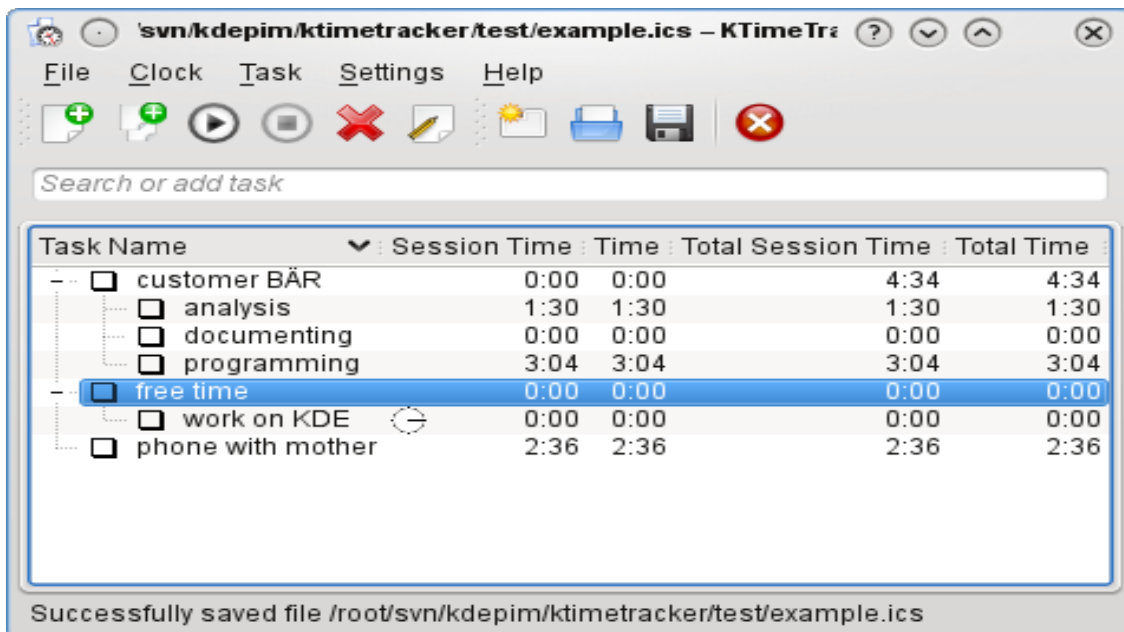 'svn/kdepim/ktimetracker/test/example.ics – KTimeTra
File Clock Task Settings Help
Search or add task
Task Name Session Time Time Total Session Time Total Time
customer BÄR 0:00 0:00 4:34 4:34
analysis 1:30 1:30 1:30 1:30
documenting 0:00 0:00 0:00 0:00
programming 3:04 3:04 3:04 3:04
free time 0:00 0:00 0:00 0:00
work on KDE 0:00 0:00 0:00 0:00
phone with mother 2:36 2:36 2:36 2:36
Successfully saved file /root/svn/kdepim/ktimetracker/test/example.ics